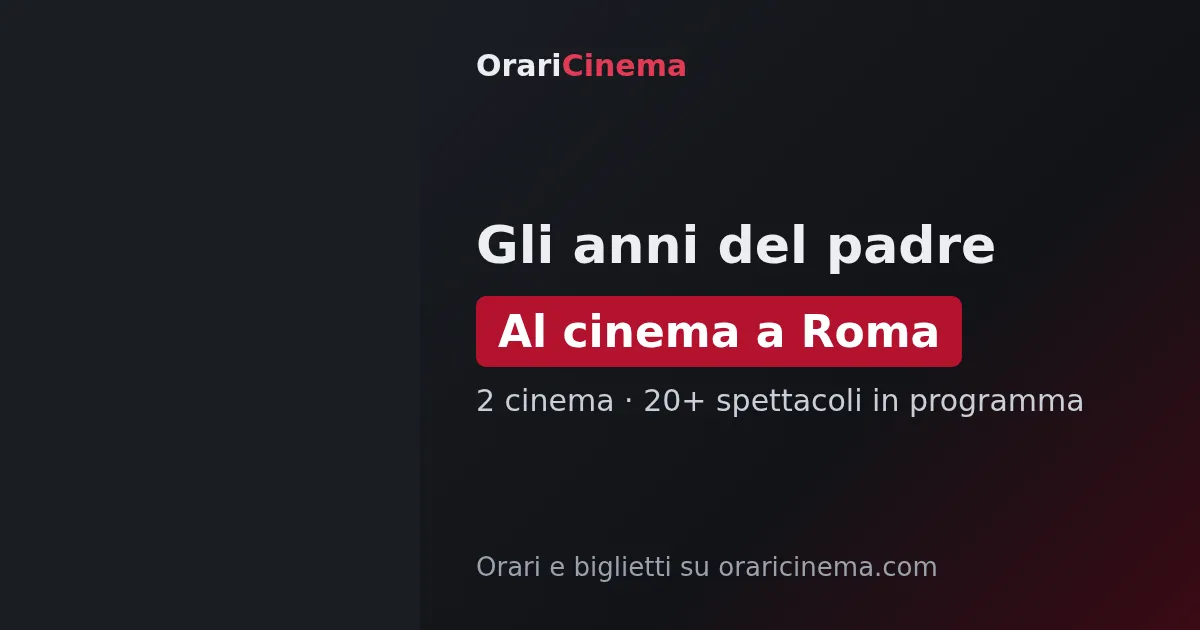 OrariCinema
Gli anni del padre
Al cinema a Roma
2 cinema · 20+ spettacoli in programma
Orari e biglietti su oraricinema.com